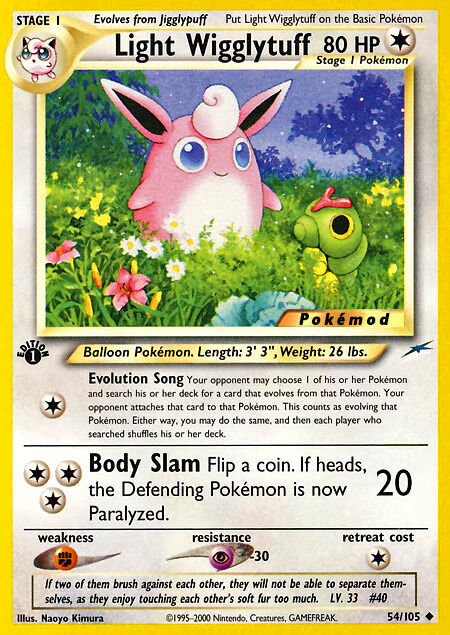 STAGE 1
Evolves from Jigglypuff
Put Light Wigglytuff on the Basic Pokémon
Light Wigglytuff 80 HP
Stage 1 Pokémon
Pokémod
EDITION
1
Balloon Pokémon. Length: 3' 3", Weight: 26 lbs.
Evolution Song Your opponent may choose 1 of his or her Pokémon
and search his or her deck for a card that evolves from that Pokémon. Your
opponent attaches that card to that Pokémon. This counts as evolving that
Pokémon. Either way, you may do the same, and then each player who
searched shuffles his or her deck.
Body Slam Flip a coin. If heads,
the Defending Pokémon is now
Paralyzed.
20
weakness
resistance
retreat cost
-30
If two of them brush against each other, they will not be able to separate them-
selves, as they enjoy touching each other's soft fur too much. LV. 33 #40
Illus. Naoyo Kimura
©1995-2000 Nintendo, Creatures, GAMEFREAK.
54/105